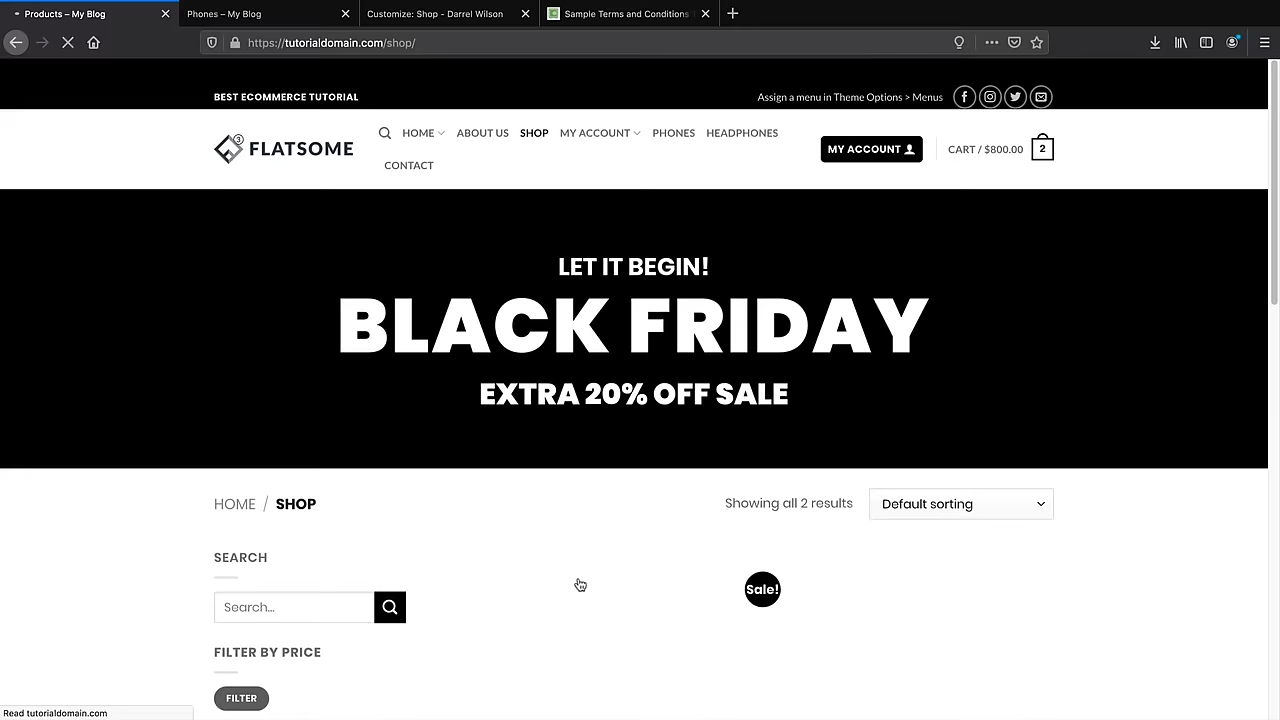 Products – My Blog
Phones – My Blog
Customize: Shop - Darrel Wilson
Sample Terms and Conditions
https://tutorialdomain.com/shop/
BEST ECOMMERCE TUTORIAL
Assign a menu in Theme Options > Menus
3
FLATSOME
HOME
ABOUT US
SHOP
MY ACCOUNT
PHONES
HEADPHONES
CONTACT
MY ACCOUNT
CART / $800.00
2
LET IT BEGIN!
BLACK FRIDAY
EXTRA 20% OFF SALE
HOME / SHOP
Showing all 2 results
Default sorting
SEARCH
Search...
Sale!
FILTER BY PRICE
FILTER
Read tutorialdomain.com